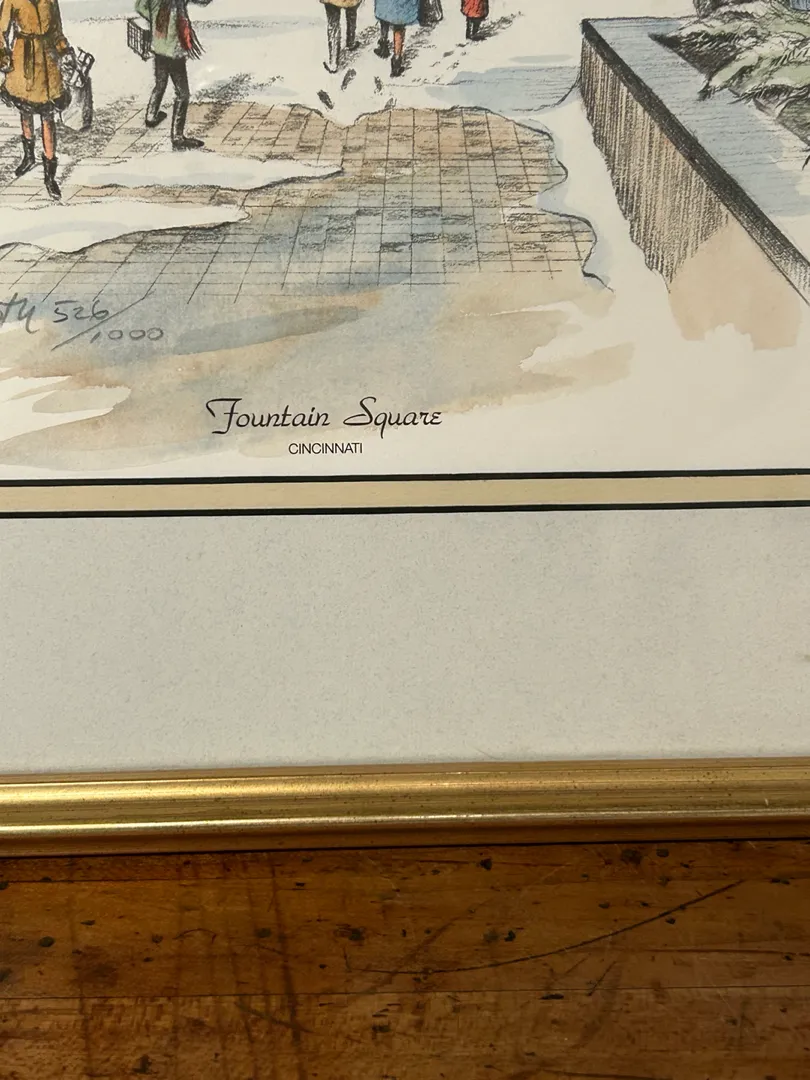 526/1000
Fountain Square
CINCINNATI